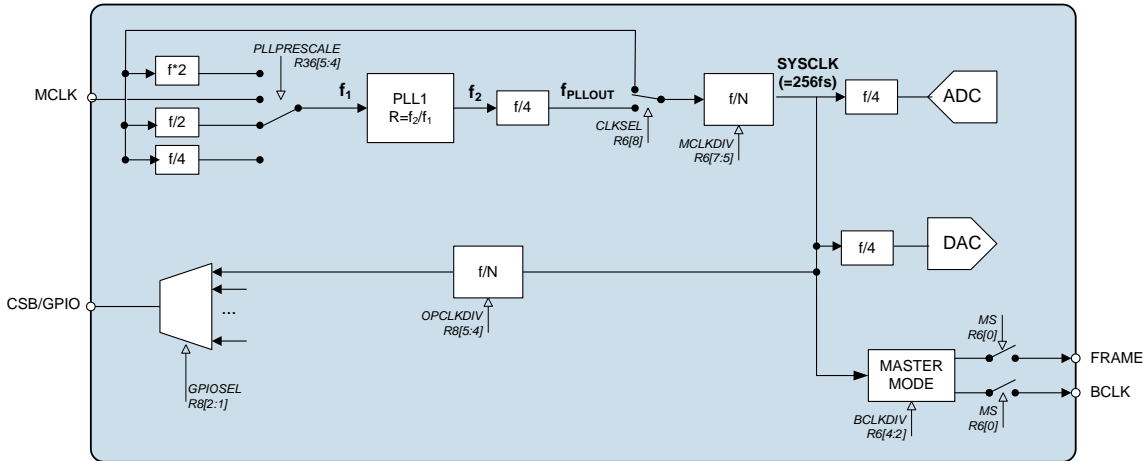 PLLPRESCALE
R36[5:4]
f*2
MCLK
f/2
f/4
f1
PLL1
R=f2/f1
f2
f/4
fPLLOUT
CLKSEL
R6[8]
f/N
MCLKDIV
R6[7:5]
SYSCLK
(=256fs)
f/4
ADC
f/4
DAC
CSB/GPIO
...
GPIOSEL
R8[2:1]
f/N
OPCLKDIV
R8[5:4]
MASTER
MODE
BCLKDIV
R6[4:2]
MS
R6[0]
FRAME
BCLK
MS
R6[0]